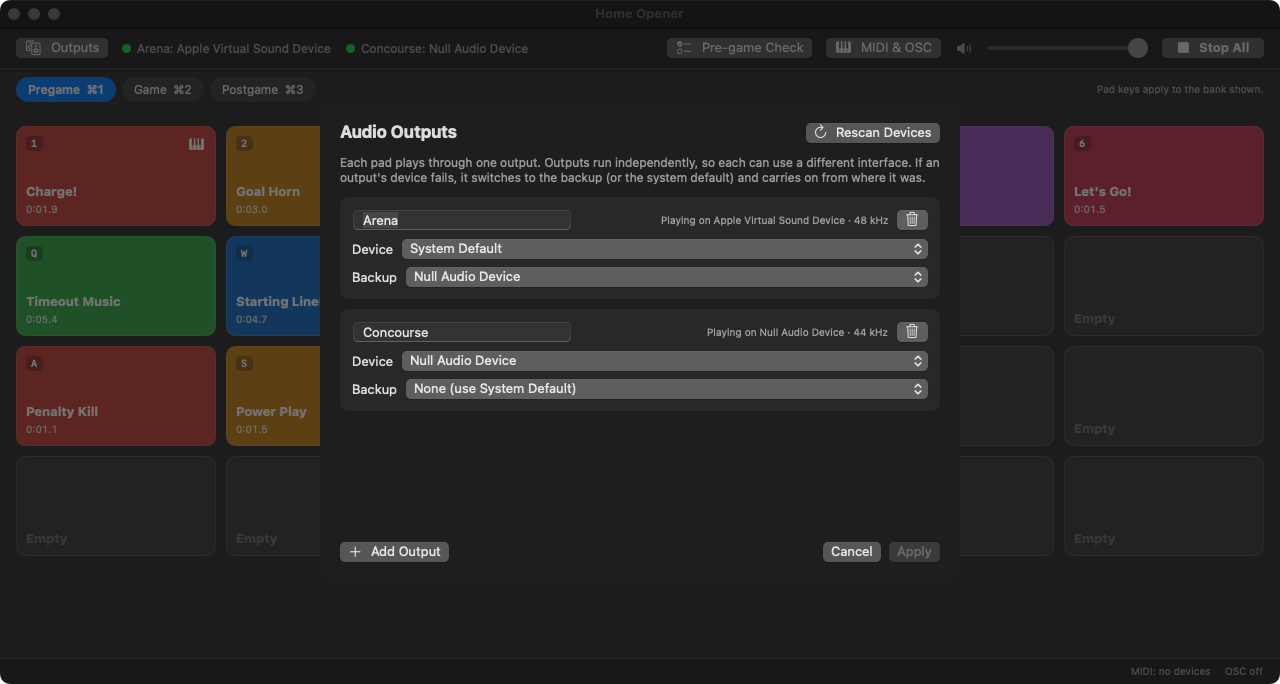 Home Opener
Outputs
Arena: Apple Virtual Sound Device
Concourse: Null Audio Device
Pre-game Check
MIDI & OSC
Stop All
Pregame ⌘1
Game ⌘2
Postgame ⌘3
Pad keys apply to the bank shown.
1
Charge!
0:01.9
2
Goal Horn
0:03.0
6
Let's Go!
0:01.5
Q
Timeout Music
0:05.4
W
Starting Line
0:04.7
Empty
A
Penalty Kill
0:01.1
S
Power Play
0:01.5
Empty
Empty
Empty
Empty
Audio Outputs
Rescan Devices
Each pad plays through one output. Outputs run independently, so each can use a different interface. If an
output's device fails, it switches to the backup (or the system default) and carries on from where it was.
Arena
Playing on Apple Virtual Sound Device · 48 kHz
Device
System Default
Backup
Null Audio Device
Concourse
Playing on Null Audio Device · 44 kHz
Device
Null Audio Device
Backup
None (use System Default)
Add Output
Cancel
Apply
MIDI: no devices
OSC off